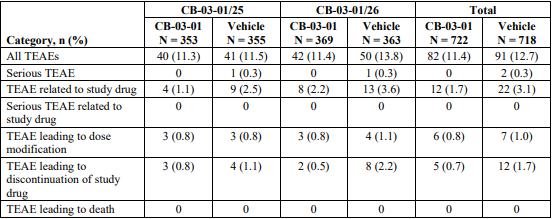 CB-03-01/25 CB-03-01/26 Total
Category, n (%) CB-03-01 N = 353 Vehicle N = 355 CB-03-01 N = 369 Vehicle N = 363 CB-03-01 N = 722 Vehicle N = 718
All TEAEs 40 (11.3) 41 (11.5) 42 (11.4) 50 (13.8) 82 (11.4) 91 (12.7)
Serious TEAE 0 1 (0.3) 0 1 (0.3) 0 2 (0.3)
TEAE related to study drug 4 (1.1) 9 (2.5) 8 (2.2) 13 (3.6) 12 (1.7) 22 (3.1)
Serious TEAE related to study drug 0 0 0 0 0 0
TEAE leading to dose modification 3 (0.8) 3 (0.8) 3 (0.8) 4 (1.1) 6 (0.8) 7 (1.0)
TEAE leading to discontinuation of study drug 3 (0.8) 4 (1.1) 2 (0.5) 8 (2.2) 5 (0.7) 12 (1.7)
TEAE leading to death 0 0 0 0 0 0